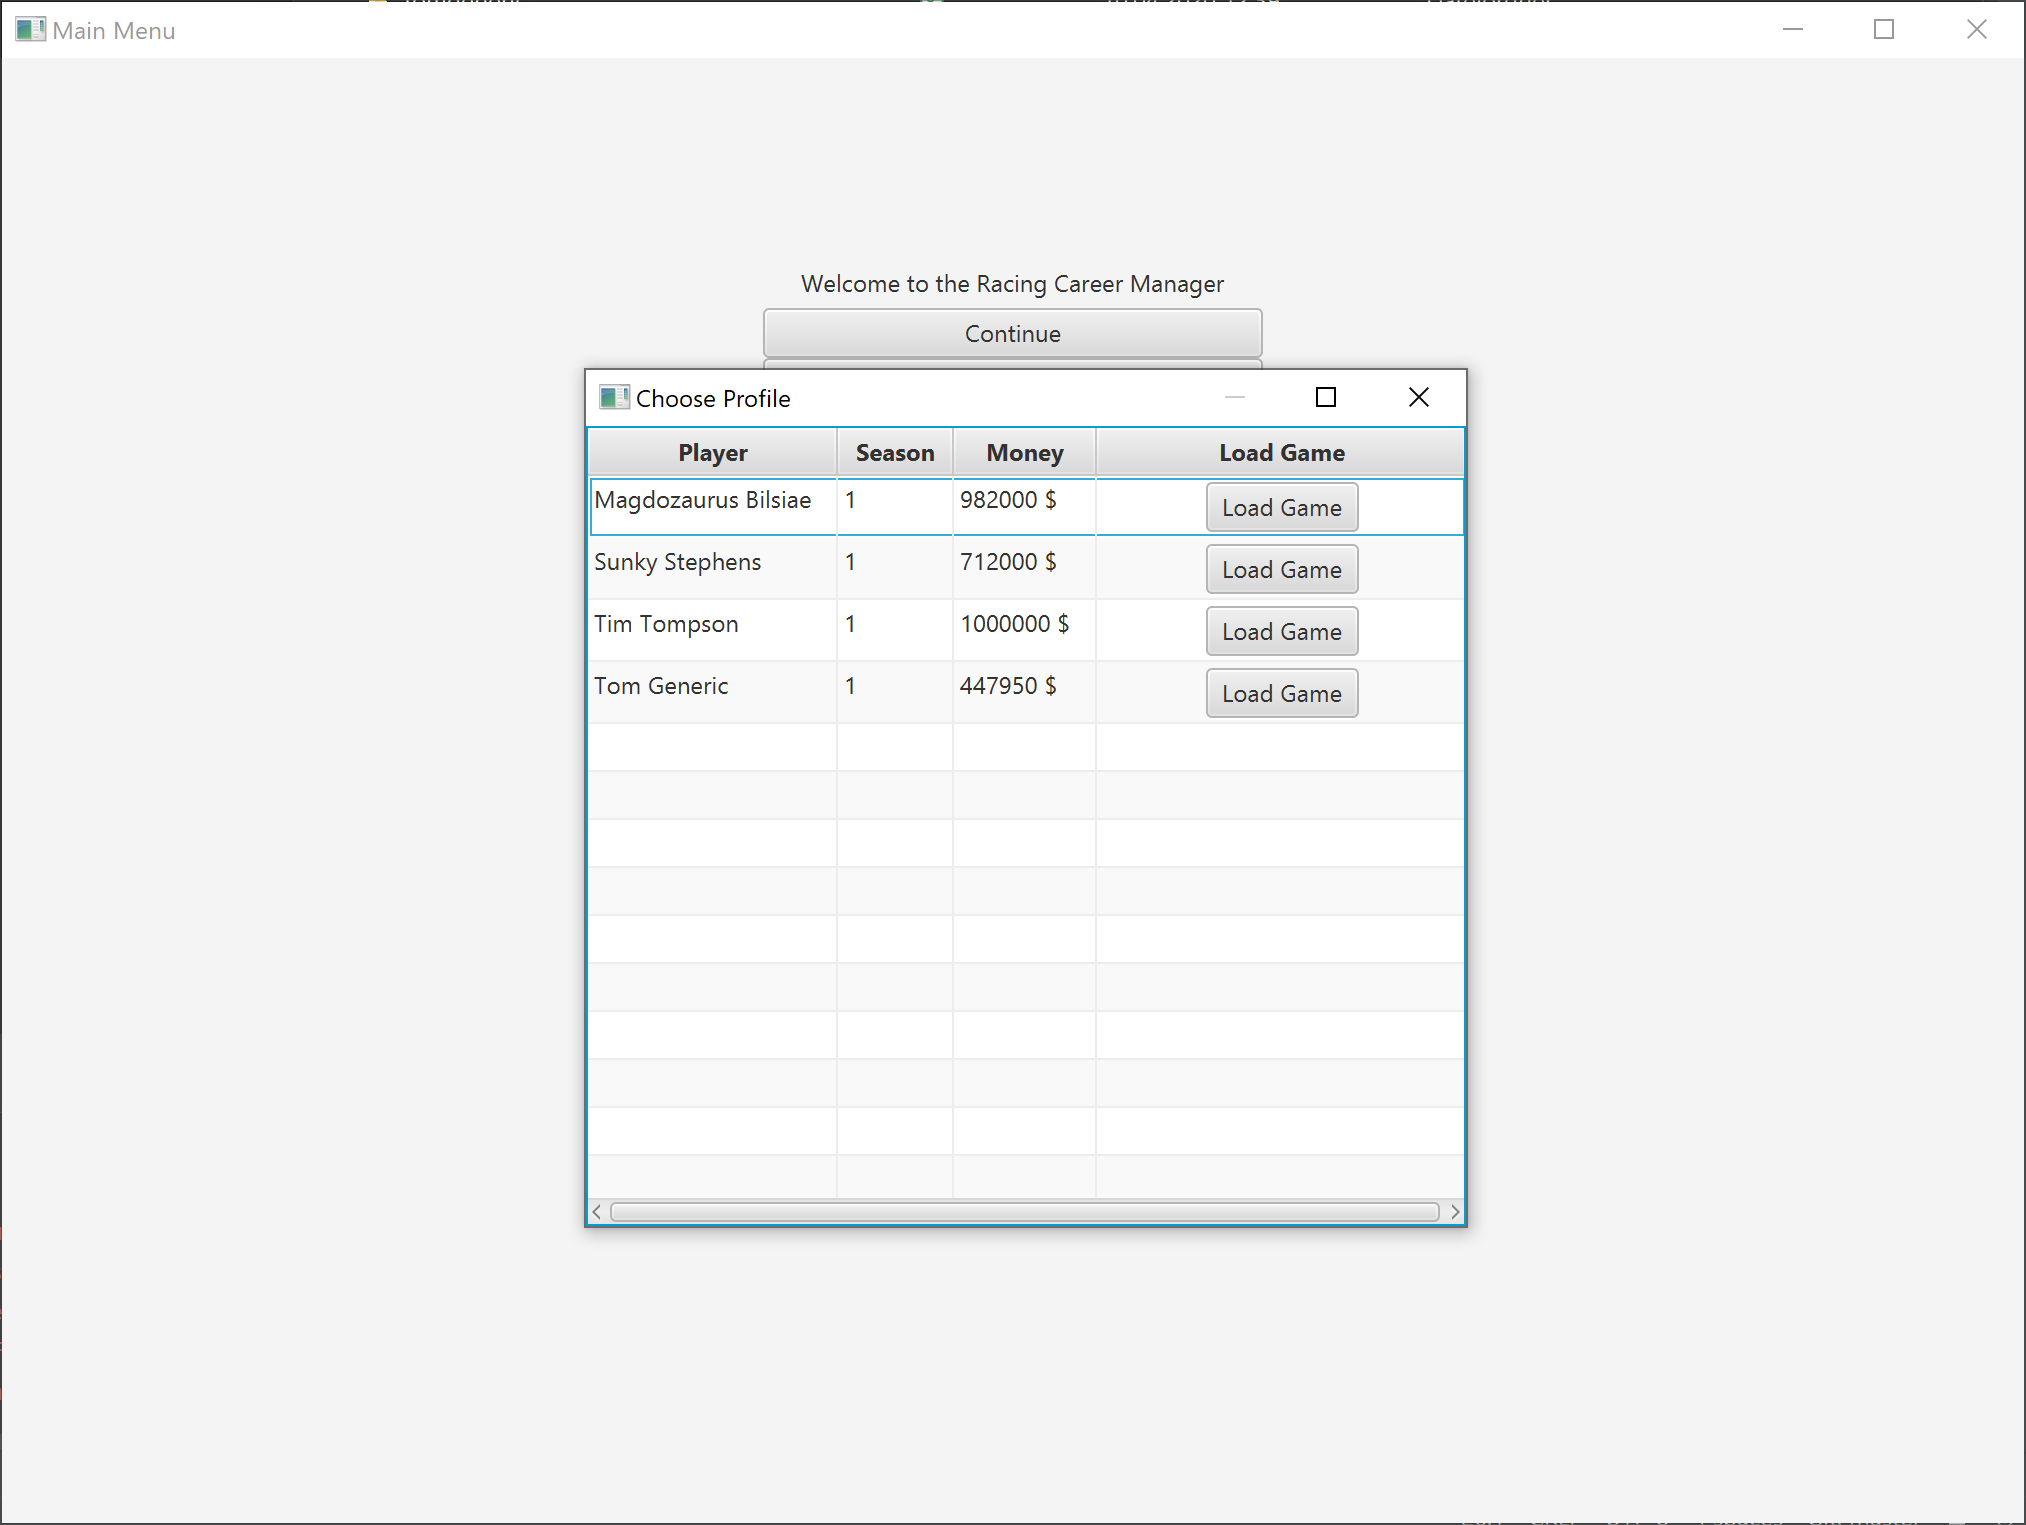 Main Menu
Welcome to the Racing Career Manager
Continue
Choose Profile
Player Season Money Load Game
Magdozaurus Bilsiae 1 982000 $ Load Game
Sunky Stephens 1 712000 $ Load Game
Tim Tompson 1 1000000 $ Load Game
Tom Generic 1 447950 $ Load Game